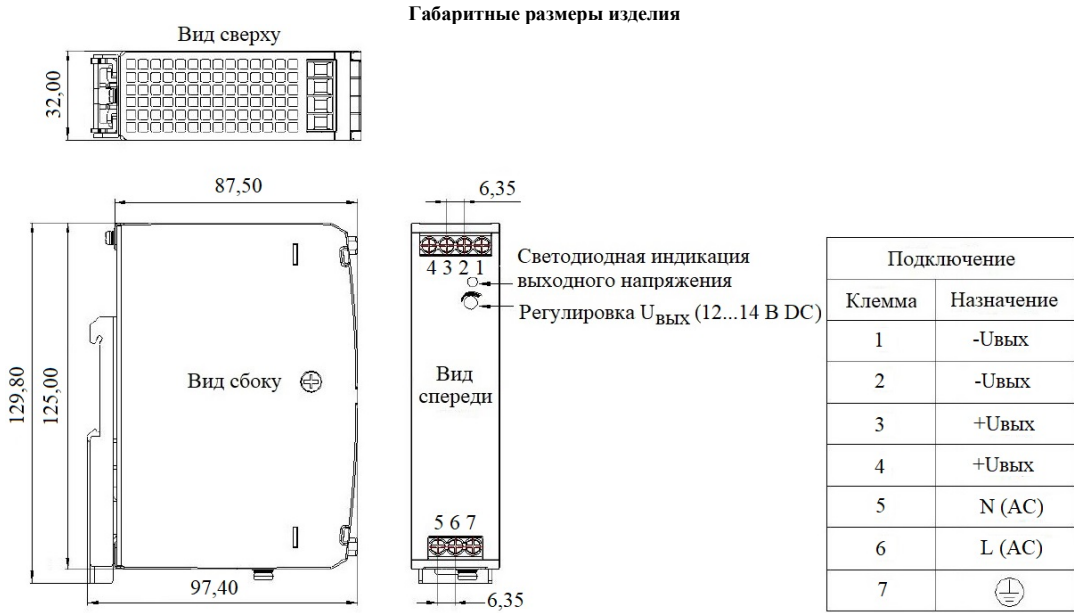 Габаритные размеры изделия
Вид сверху
32,00
87,50
6,35
4 3 2 1
Светодиодная индикация
выходного напряжения
Регулировка Uвых (12...14 В DC)
129,80
125,00
Вид сбоку
Вид
спереди
5 6 7
97,40
6,35
Подключение
Клемма Назначение
1 -Uвых
2 -Uвых
3 +Uвых
4 +Uвых
5 N (AC)
6 L (AC)
7